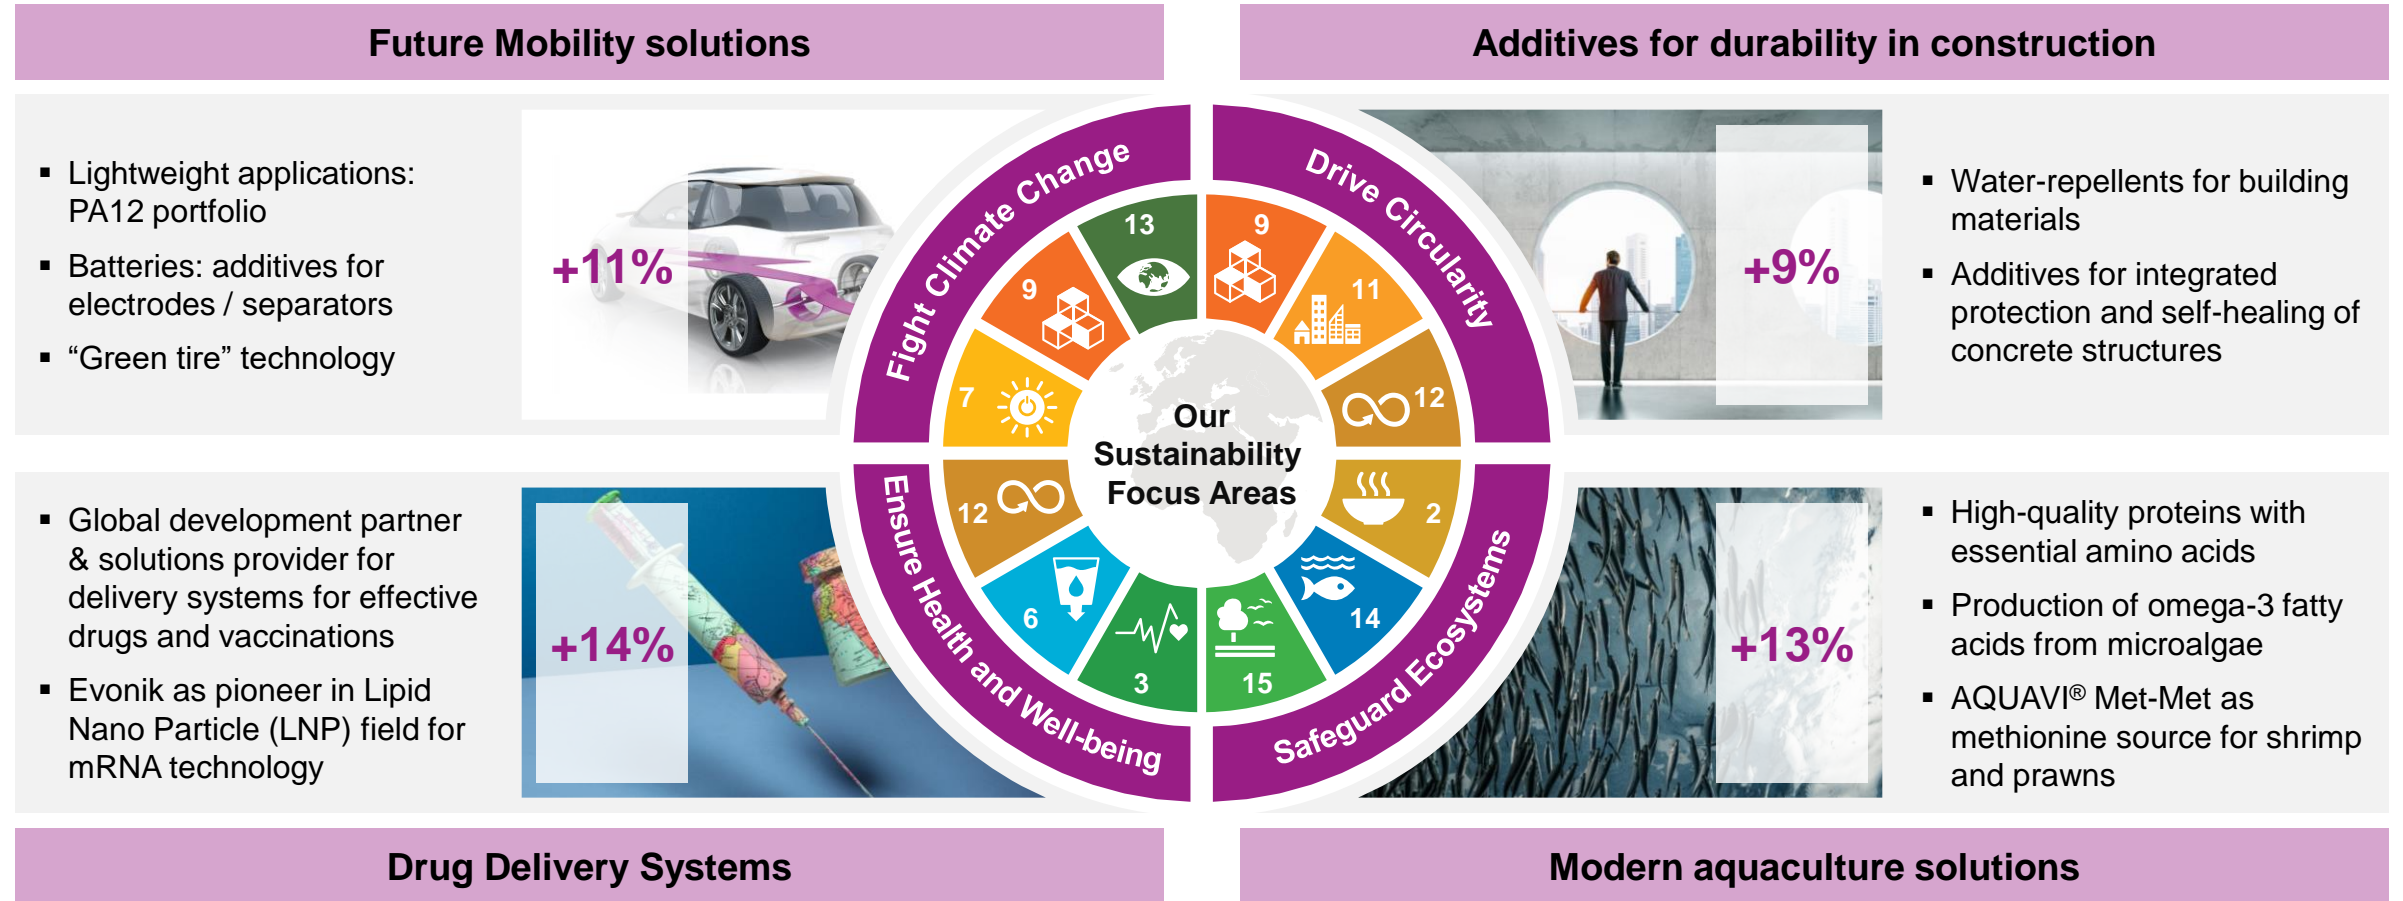 Future Mobility solutions
Additives for durability in construction
▪ Lightweight applications:
PA12 portfolio
▪ Batteries: additives for
electrodes / separators
▪ “Green tire” technology
+11%
Fight Climate Change
Drive Circularity
13
9
7
9
11
12
+9%
▪ Water-repellents for building
materials
▪ Additives for integrated
protection and self-healing of
concrete structures
Our
Sustainability
Focus Areas
▪ Global development partner
& solutions provider for
delivery systems for effective
drugs and vaccinations
▪ Evonik as pioneer in Lipid
Nano Particle (LNP) field for
mRNA technology
+14%
Ensure Health and Well-being
Safeguard Ecosystems
12
6
3
2
14
15
+13%
▪ High-quality proteins with
essential amino acids
▪ Production of omega-3 fatty
acids from microalgae
▪ AQUAVI® Met-Met as
methionine source for shrimp
and prawns
Drug Delivery Systems
Modern aquaculture solutions